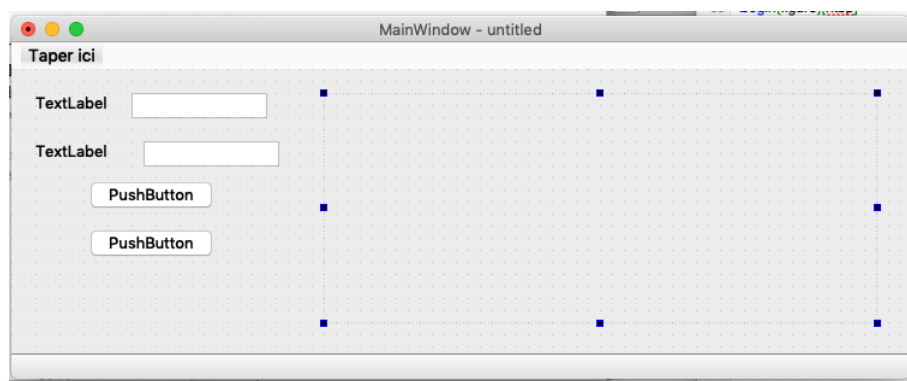 MainWindow - untitled
Taper ici
TextLabel
TextLabel
PushButton
PushButton